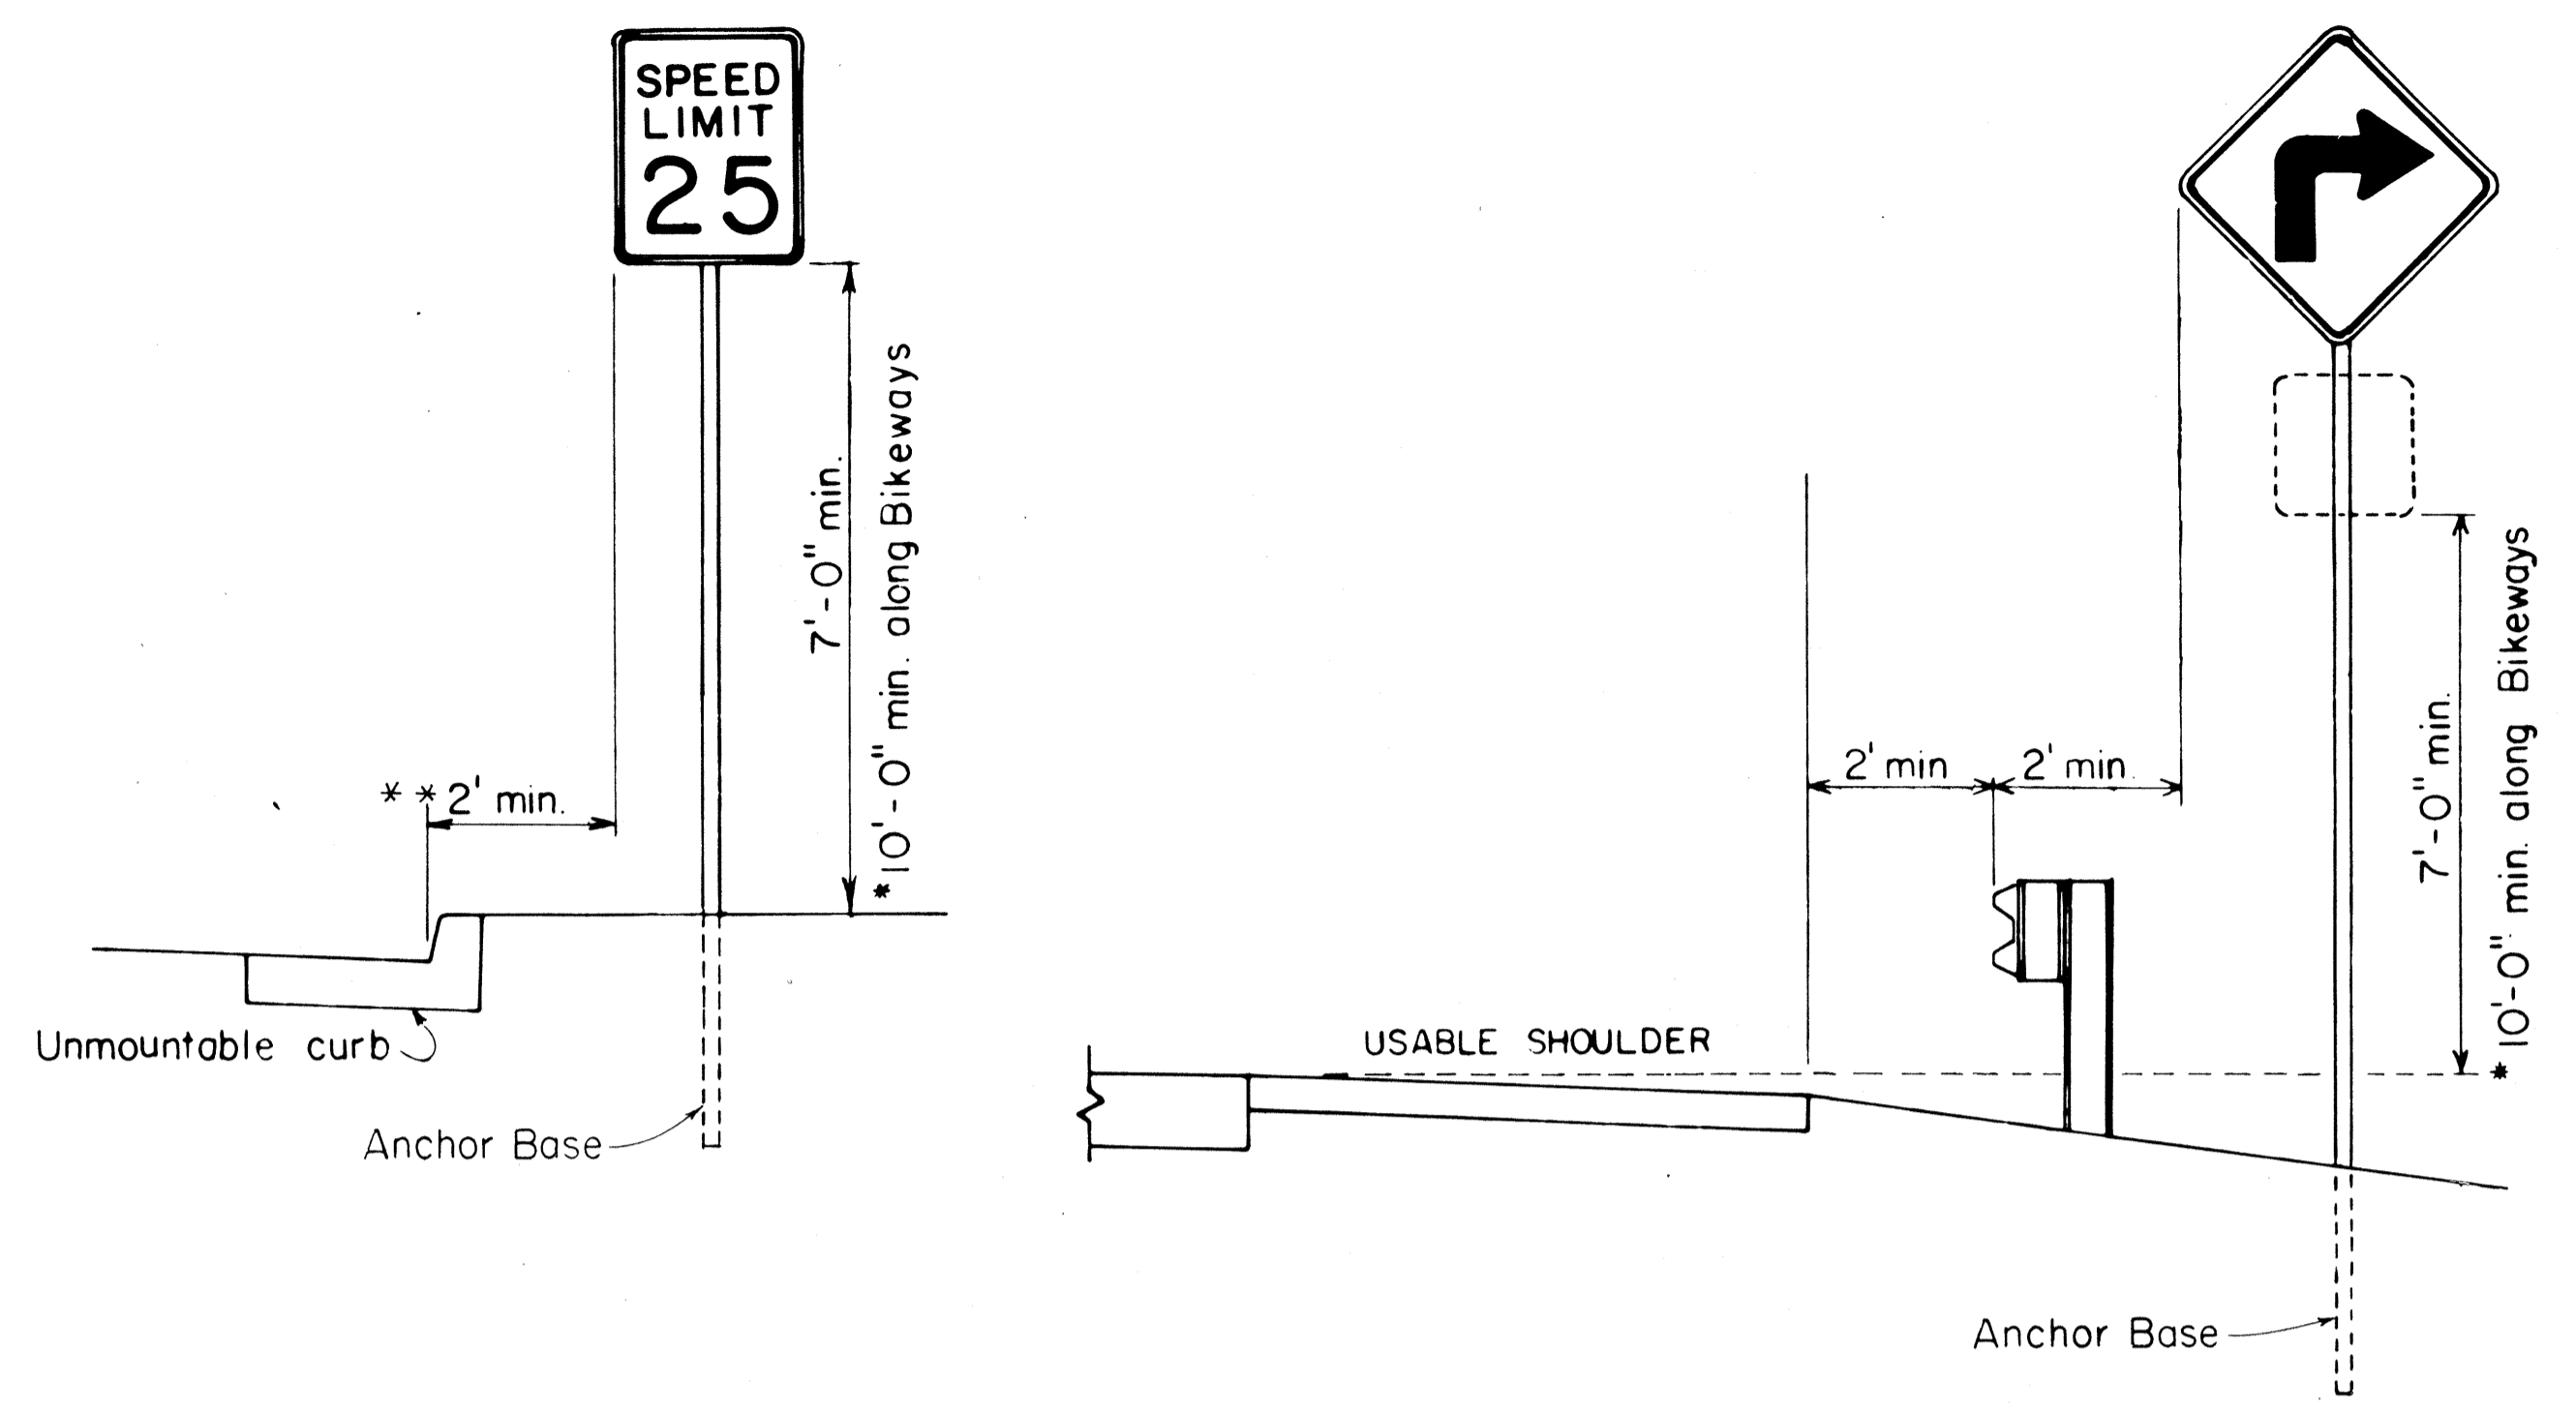 SPEED
LIMIT
25
7'-0" min.
*10'-0" min. along Bikeways
**2' min.
Unmountable curb
Anchor Base
2' min
2' min.
7'-0" min.
*10'-0" min. along Bikeways
USABLE SHOULDER
Anchor Base